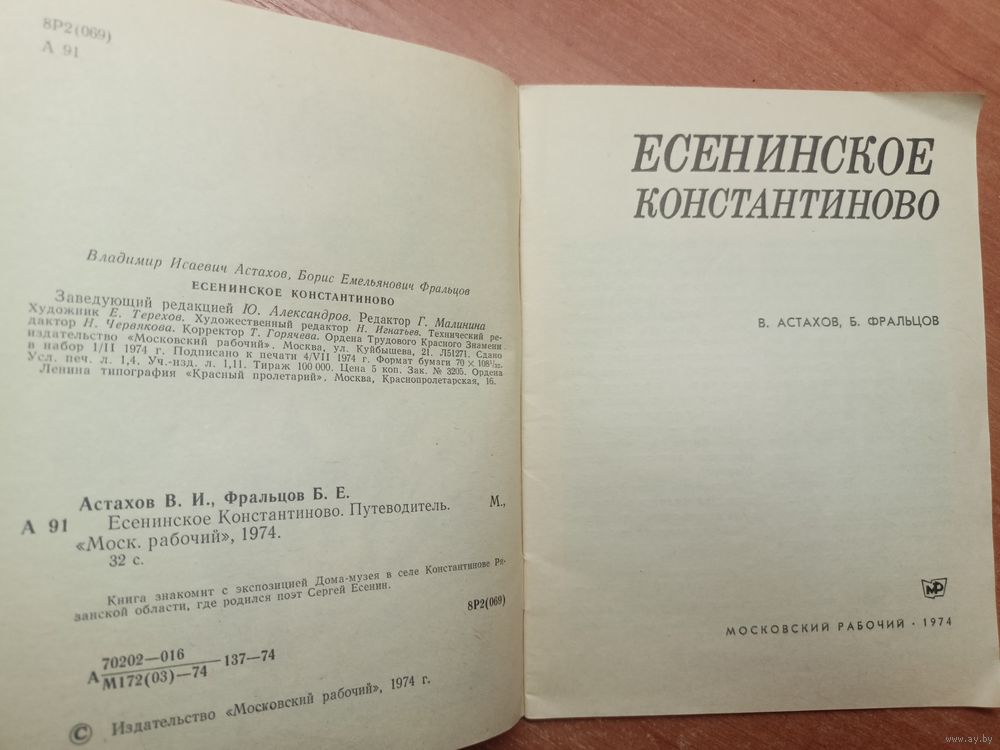 8Р2(069)
А 91
Владимир Исаевич Астахов, Борис Емельянович Фральцов
ЕСЕНИНСКОЕ КОНСТАНТИНОВО
Заведующий редакцией Ю. Александров. Редактор Г. Малинина
Художник Е. Терехов. Художественный редактор Н. Игнатьев. Технический ре-
дактор Н. Червякова. Корректор Т. Горячева. Ордена Трудового Красного Знамени
издательство «Московский рабочий». Москва, ул. Куйбышева, 21. Л51271. Сдано
в набор 1/II 1974 г. Подписано к печати 4/VII 1974 г. Формат бумаги 70 × 108¹/₃₂.
Усл. печ. л. 1,4. Уч.-изд. л. 1,11. Тираж 100 000. Цена 5 коп. Зак. № 3205. Ордена
Ленина типография «Красный пролетарий». Москва, Краснопролетарская, 16.
Астахов В. И., Фральцов Б. Е.
А 91 Есенинское Константиново. Путеводитель. М.,
«Моск. рабочий», 1974.
32 с.
Книга знакомит с экспозицией Дома-музея в селе Константинове Ря-
занской области, где родился поэт Сергей Есенин.
8Р2(069)
А 70202—016 137—74
М172(03)—74
© Издательство «Московский рабочий», 1974 г.
ЕСЕНИНСКОЕ
КОНСТАНТИНОВО
В. АСТАХОВ, Б. ФРАЛЬЦОВ
МР
МОСКОВСКИЙ РАБОЧИЙ · 1974
www.ay.by